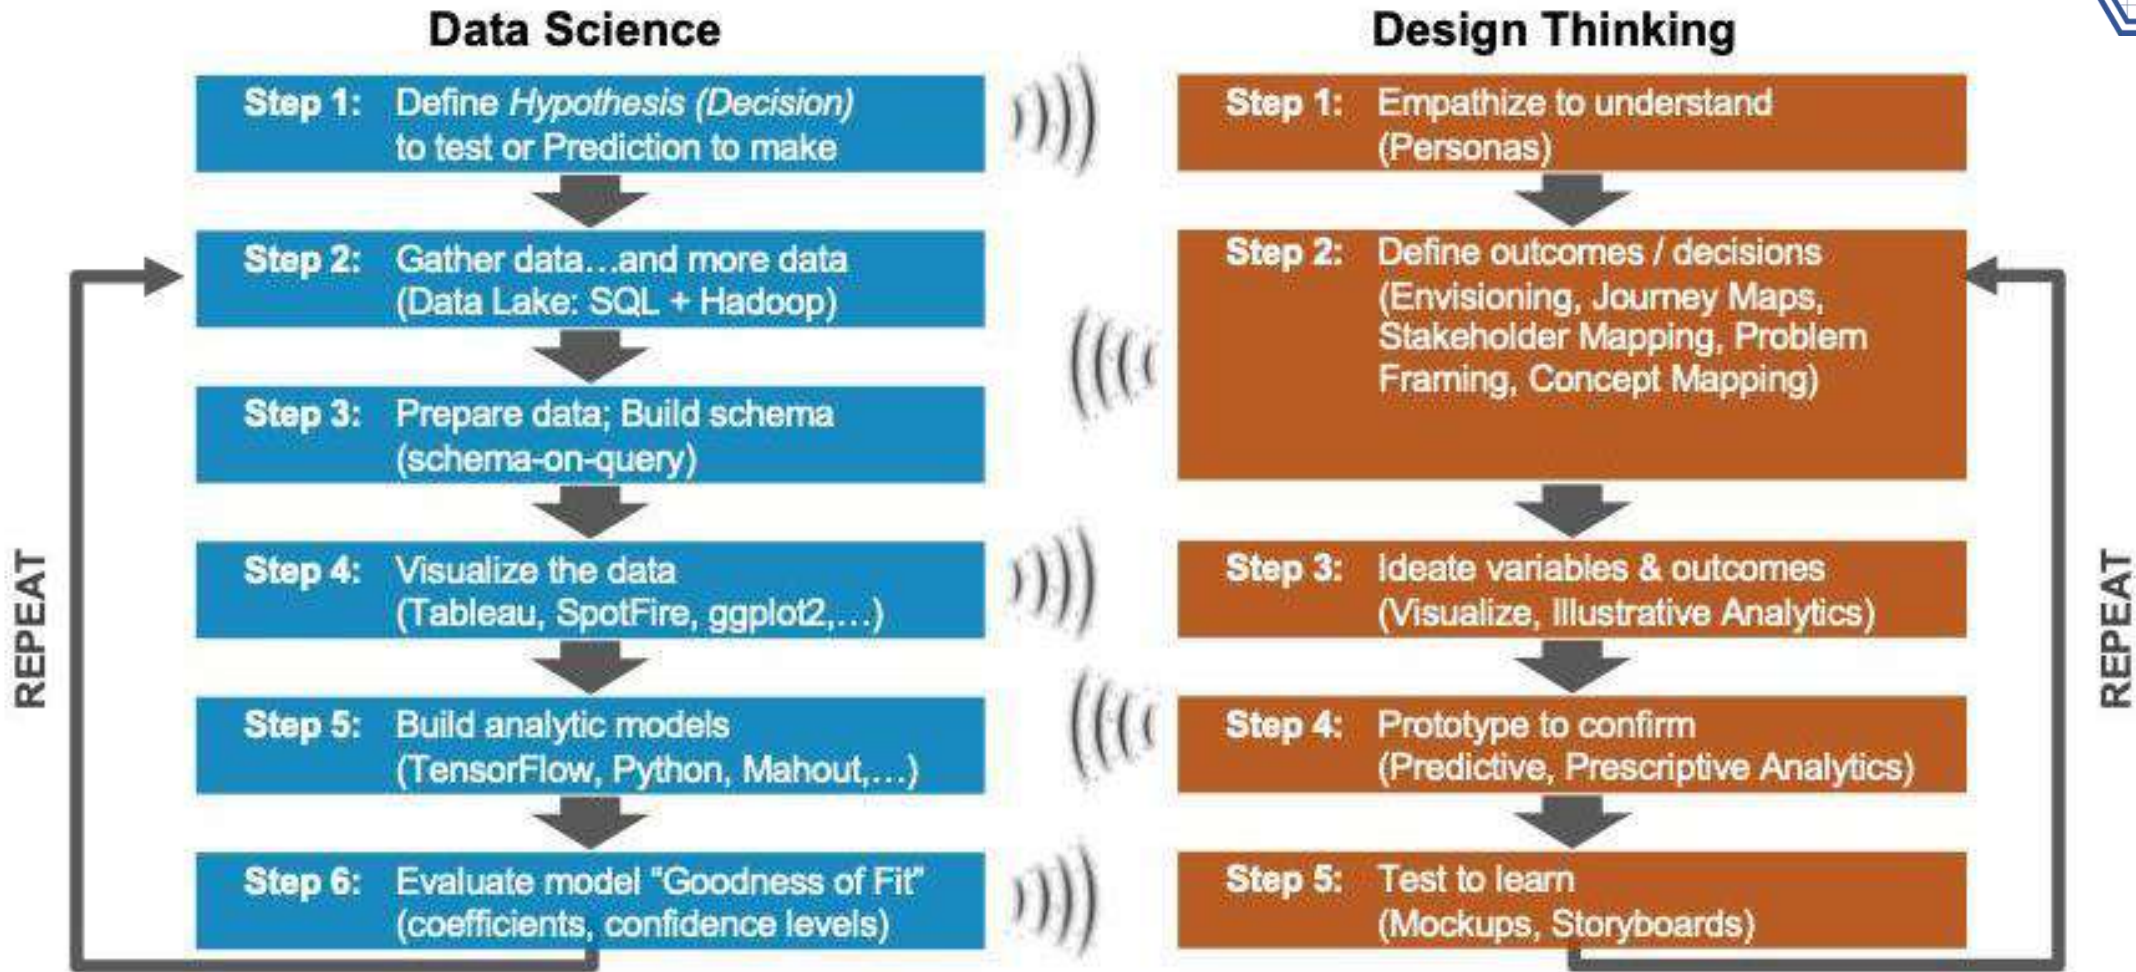 Data Science
Step 1: Define Hypothesis (Decision)
to test or Prediction to make
Step 2: Gather data...and more data
(Data Lake: SQL + Hadoop)
Step 3: Prepare data; Build schema
(schema-on-query)
Step 4: Visualize the data
(Tableau, SpotFire, ggplot2,...)
Step 5: Build analytic models
(TensorFlow, Python, Mahout,...)
Step 6: Evaluate model "Goodness of Fit"
(coefficients, confidence levels)
REPEAT
Design Thinking
Step 1: Empathize to understand
(Personas)
Step 2: Define outcomes / decisions
(Envisioning, Journey Maps,
Stakeholder Mapping, Problem
Framing, Concept Mapping)
Step 3: Ideate variables & outcomes
(Visualize, Illustrative Analytics)
Step 4: Prototype to confirm
(Predictive, Prescriptive Analytics)
Step 5: Test to learn
(Mockups, Storyboards)
REPEAT